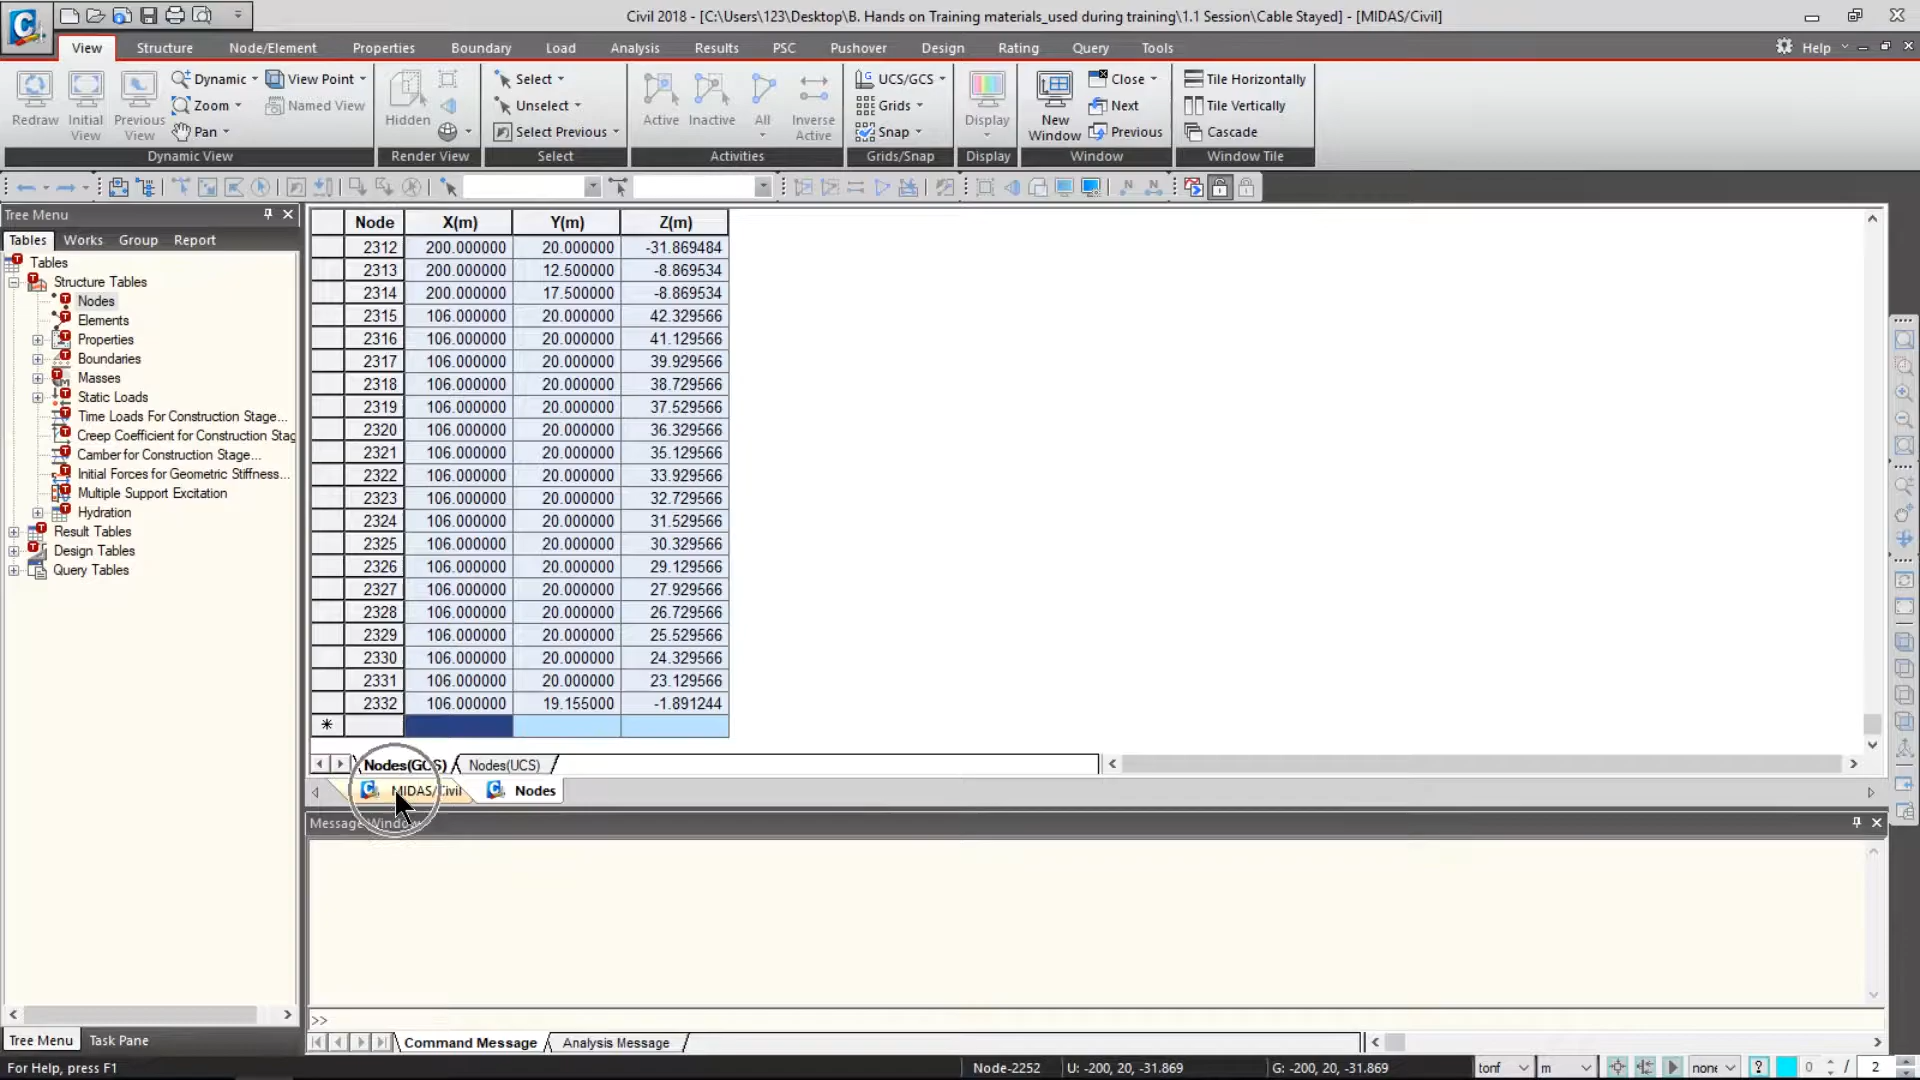 Civil 2018 - [C:\Users\123\Desktop\B. Hands on Training materials_used during training\1.1 Session\Cable Stayed] - [MIDAS/Civil]
View Structure Node/Element Properties Boundary Load Analysis Results PSC Pushover Design Rating Query Tools Help
Redraw Initial View Previous View Dynamic Zoom Pan View Point Named View
Hidden
Select Unselect Select Previous
Active Inactive All Inverse Active
UCS/GCS Grids Snap
Display
New Window Close Next Previous
Tile Horizontally Tile Vertically Cascade
Dynamic View Render View Select Activities Grids/Snap Display Window Window Tile
Tree Menu
Tables Works Group Report
Tables
Structure Tables
Nodes
Elements
Properties
Boundaries
Masses
Static Loads
Time Loads For Construction Stage...
Creep Coefficient for Construction Stag
Camber for Construction Stage...
Initial Forces for Geometric Stiffness...
Multiple Support Excitation
Hydration
Result Tables
Design Tables
Query Tables
Node X(m) Y(m) Z(m)
2312 200.000000 20.000000 -31.869484
2313 200.000000 12.500000 -8.869534
2314 200.000000 17.500000 -8.869534
2315 106.000000 20.000000 42.329566
2316 106.000000 20.000000 41.129566
2317 106.000000 20.000000 39.929566
2318 106.000000 20.000000 38.729566
2319 106.000000 20.000000 37.529566
2320 106.000000 20.000000 36.329566
2321 106.000000 20.000000 35.129566
2322 106.000000 20.000000 33.929566
2323 106.000000 20.000000 32.729566
2324 106.000000 20.000000 31.529566
2325 106.000000 20.000000 30.329566
2326 106.000000 20.000000 29.129566
2327 106.000000 20.000000 27.929566
2328 106.000000 20.000000 26.729566
2329 106.000000 20.000000 25.529566
2330 106.000000 20.000000 24.329566
2331 106.000000 20.000000 23.129566
2332 106.000000 19.155000 -1.891244
*
Nodes(GCS) Nodes(UCS)
MIDAS/Civil Nodes
Message Window
>>
Tree Menu Task Pane
Command Message Analysis Message
For Help, press F1 Node-2252 U: -200, 20, -31.869 G: -200, 20, -31.869 tonf m none ? 0 / 2